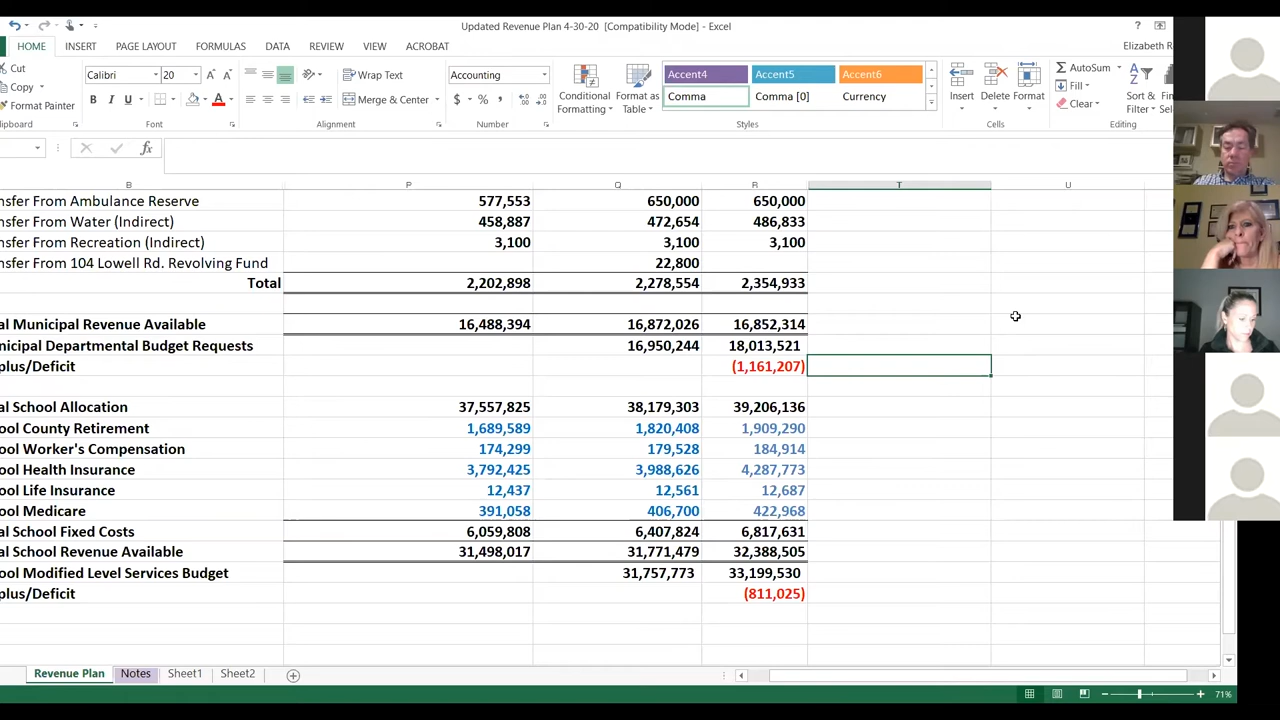 Updated Revenue Plan 4-30-20 [Compatibility Mode] - Excel
?
HOME INSERT PAGE LAYOUT FORMULAS DATA REVIEW VIEW ACROBAT
Elizabeth R
Cut
Copy
Format Painter
Calibri 20
B I U
Wrap Text
Merge & Center
Accounting
$ % ,
Conditional Formatting
Format as Table
Accent4 Accent5 Accent6
Comma Comma [0] Currency
Insert Delete Format
AutoSum
Fill
Clear
Sort &
Filter
lipboard Font Alignment Number Styles Cells Editing
fx
B P Q R T U
nsfer From Ambulance Reserve 577,553 650,000 650,000
nsfer From Water (Indirect) 458,887 472,654 486,833
nsfer From Recreation (Indirect) 3,100 3,100 3,100
nsfer From 104 Lowell Rd. Revolving Fund 22,800
Total 2,202,898 2,278,554 2,354,933
al Municipal Revenue Available 16,488,394 16,872,026 16,852,314
nicipal Departmental Budget Requests 16,950,244 18,013,521
plus/Deficit (1,161,207)
al School Allocation 37,557,825 38,179,303 39,206,136
ool County Retirement 1,689,589 1,820,408 1,909,290
ool Worker's Compensation 174,299 179,528 184,914
ool Health Insurance 3,792,425 3,988,626 4,287,773
ool Life Insurance 12,437 12,561 12,687
ool Medicare 391,058 406,700 422,968
al School Fixed Costs 6,059,808 6,407,824 6,817,631
al School Revenue Available 31,498,017 31,771,479 32,388,505
ool Modified Level Services Budget 31,757,773 33,199,530
plus/Deficit (811,025)
Revenue Plan Notes Sheet1 Sheet2
71%